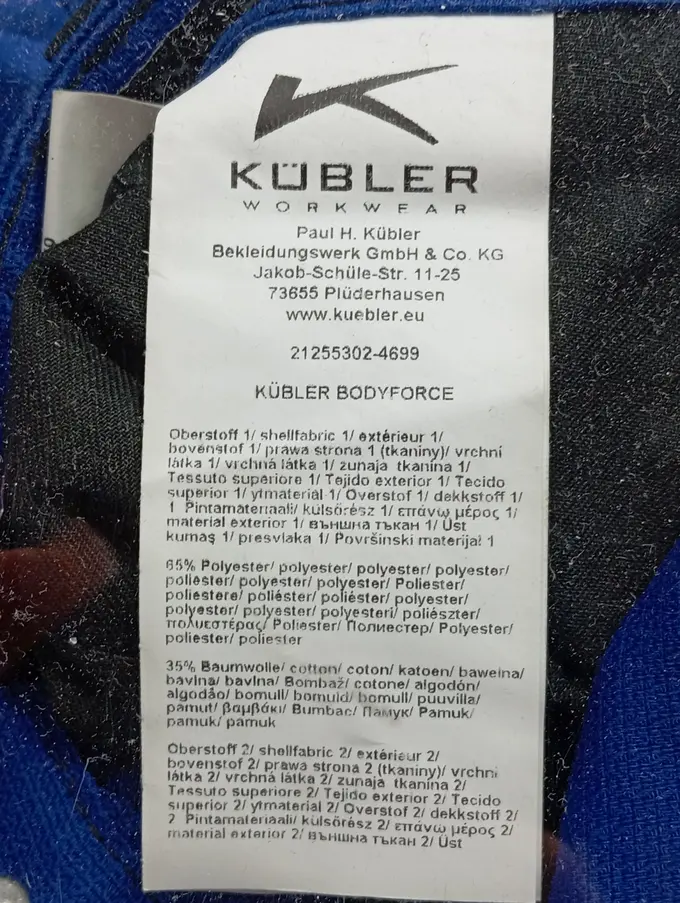 KÜBLER
WORKWEAR
Paul H. Kübler
Bekleidungswerk GmbH & Co. KG
Jakob-Schüle-Str. 11-25
73655 Plüderhausen
www.kuebler.eu
21255302-4699
KÜBLER BODYFORCE
Oberstoff 1/ shellfabric 1/ extérieur 1/
bovenstof 1/ prawa strona 1 (tkaniny)/ vrchní
látka 1/ vrchná látka 1/ zunaja tkanina 1/
Tessuto superiore 1/ Tejido exterior 1/ Tecido
superior 1/ ytmaterial 1/ Overstof 1/ dekkstoff 1/
1 Pintamateriaali/ külsőrész 1/ επάνω μέρος 1/
material exterior 1/ външна тъкан 1/ Üst
kumaş 1/ presvlaka 1/ Površinski materijal 1
65% Polyester/ polyester/ polyester/ polyester/
poliester/ polyester/ polyester/ Poliester/
poliestere/ poliéster/ poliéster/ polyester/
polyester/ polyester/ polyesteri/ poliészter/
πολυεστέρας/ Poliester/ Полиестер/ Polyester/
poliester/ poliester
35% Baumwolle/ cotton/ coton/ katoen/ bawełna/
bavlna/ bavlna/ Bombaž/ cotone/ algodón/
algodão/ bomull/ bomuld/ bomull/ puuvilla/
pamut/ βαμβάκι/ Bumbac/ Памук/ Pamuk/
pamuk/ pamuk
Oberstoff 2/ shellfabric 2/ extérieur 2/
bovenstof 2/ prawa strona 2 (tkaniny)/ vrchní
látka 2/ vrchná látka 2/ zunaja tkanina 2/
Tessuto superiore 2/ Tejido exterior 2/ Tecido
superior 2/ ytmaterial 2/ Overstof 2/ dekkstoff 2/
2 Pintamateriaali/ külsőrész 2/ επάνω μέρος 2/
material exterior 2/ външна тъкан 2/ Üst